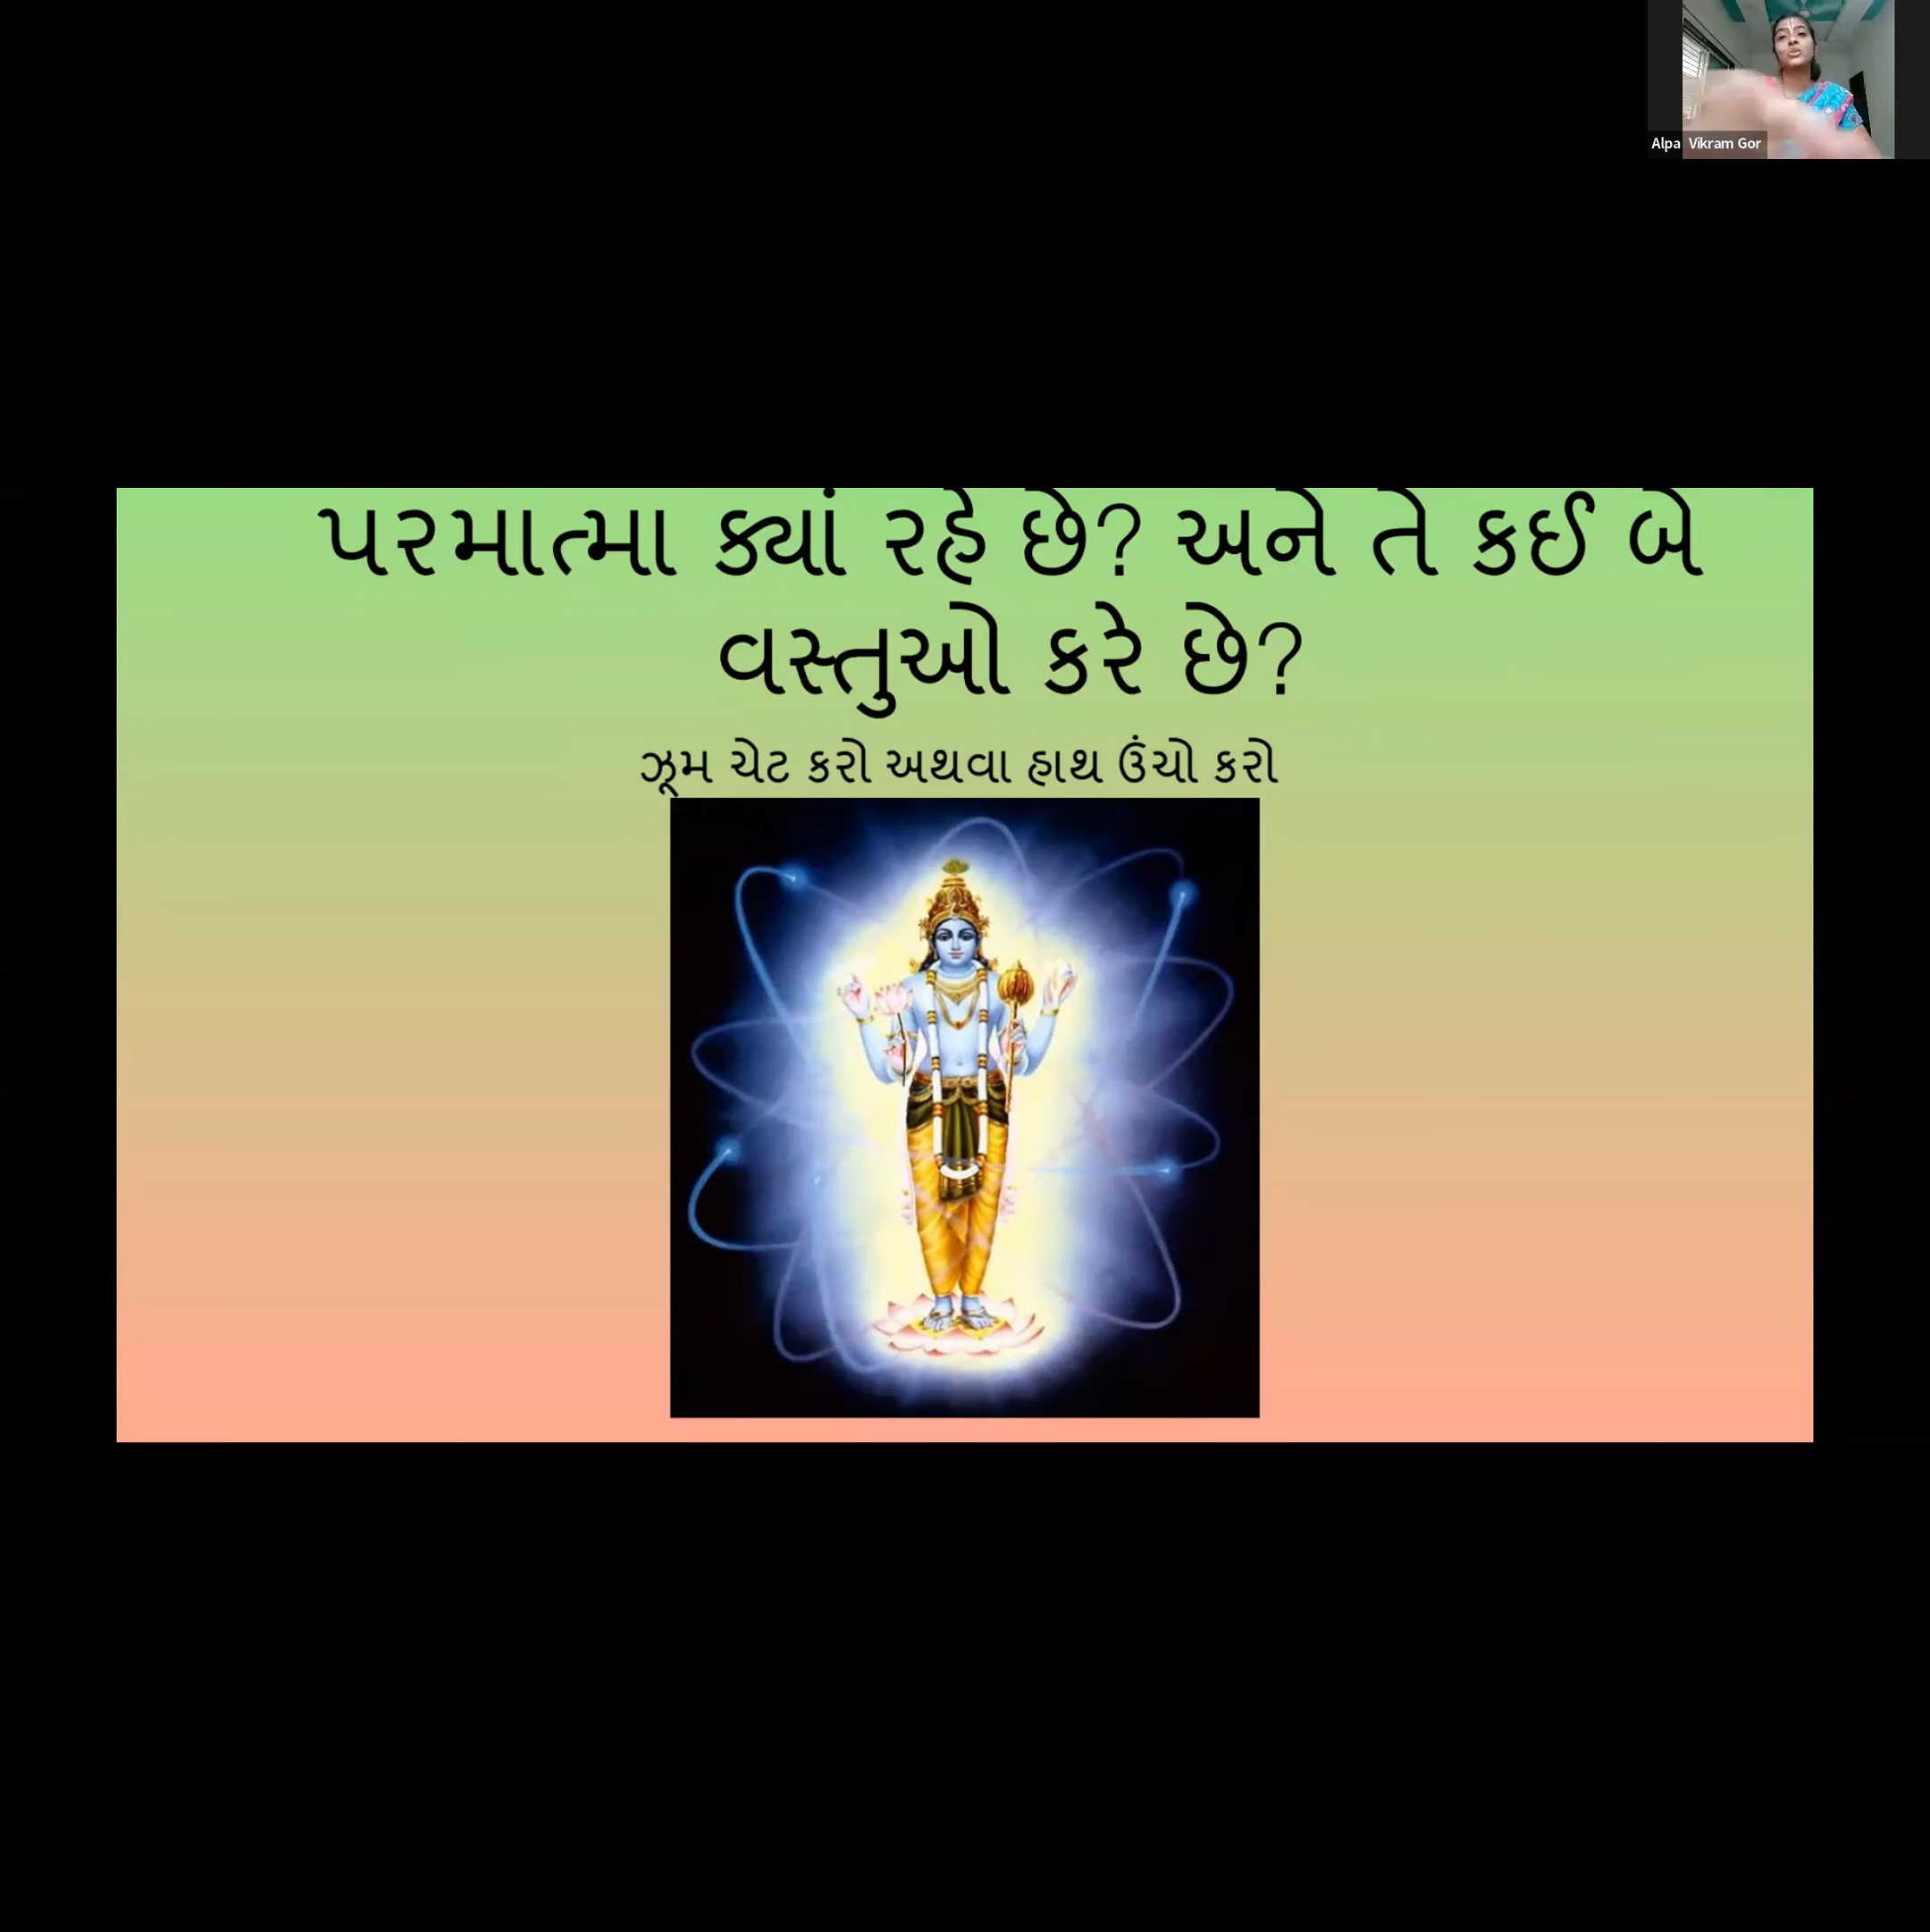 Alpa Vikram Gor
પરમાત્મા ક્યાં રહે છે? અને તે કઈ બે
વસ્તુઓ કરે છે?
ઝૂમ ચેટ કરો અથવા હાથ ઉંચો કરો